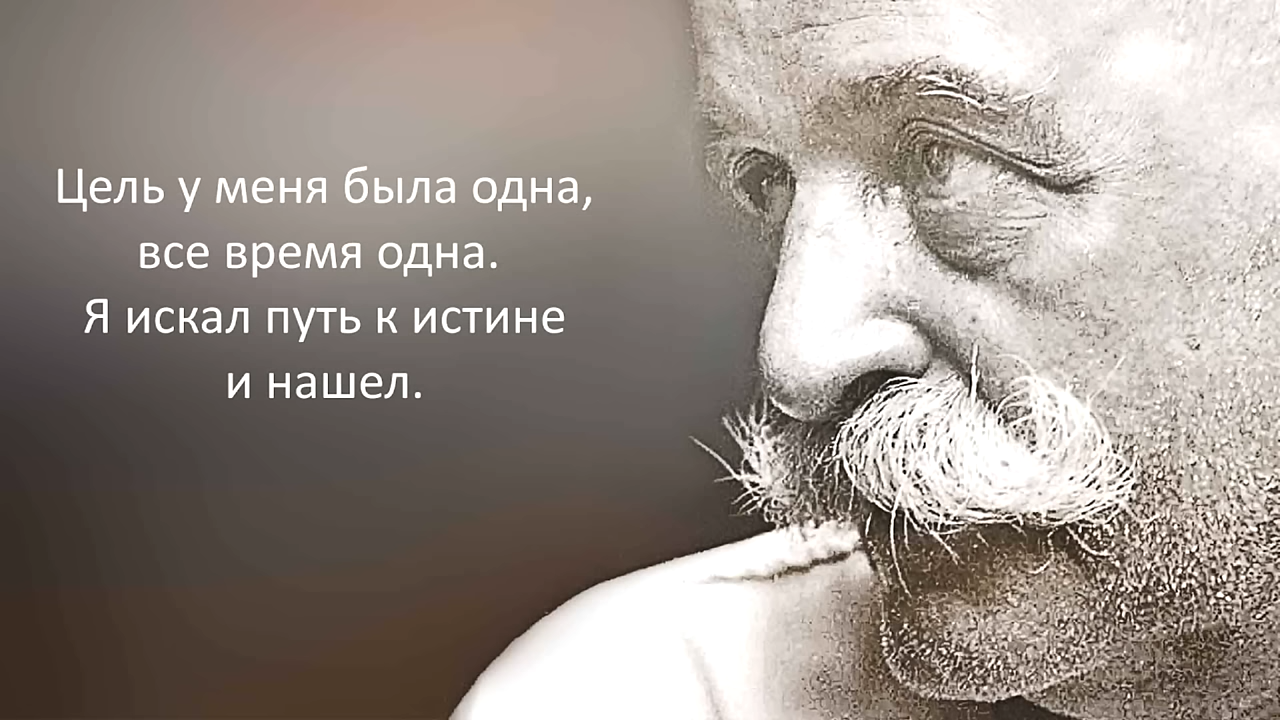 Цель у меня была одна,
все время одна.
Я искал путь к истине
и нашел.